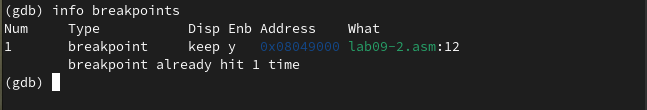 (gdb) info breakpoints
Num     Type           Disp Enb Address    What
1       breakpoint     keep y   0x08049000 lab09-2.asm:12
        breakpoint already hit 1 time
(gdb)